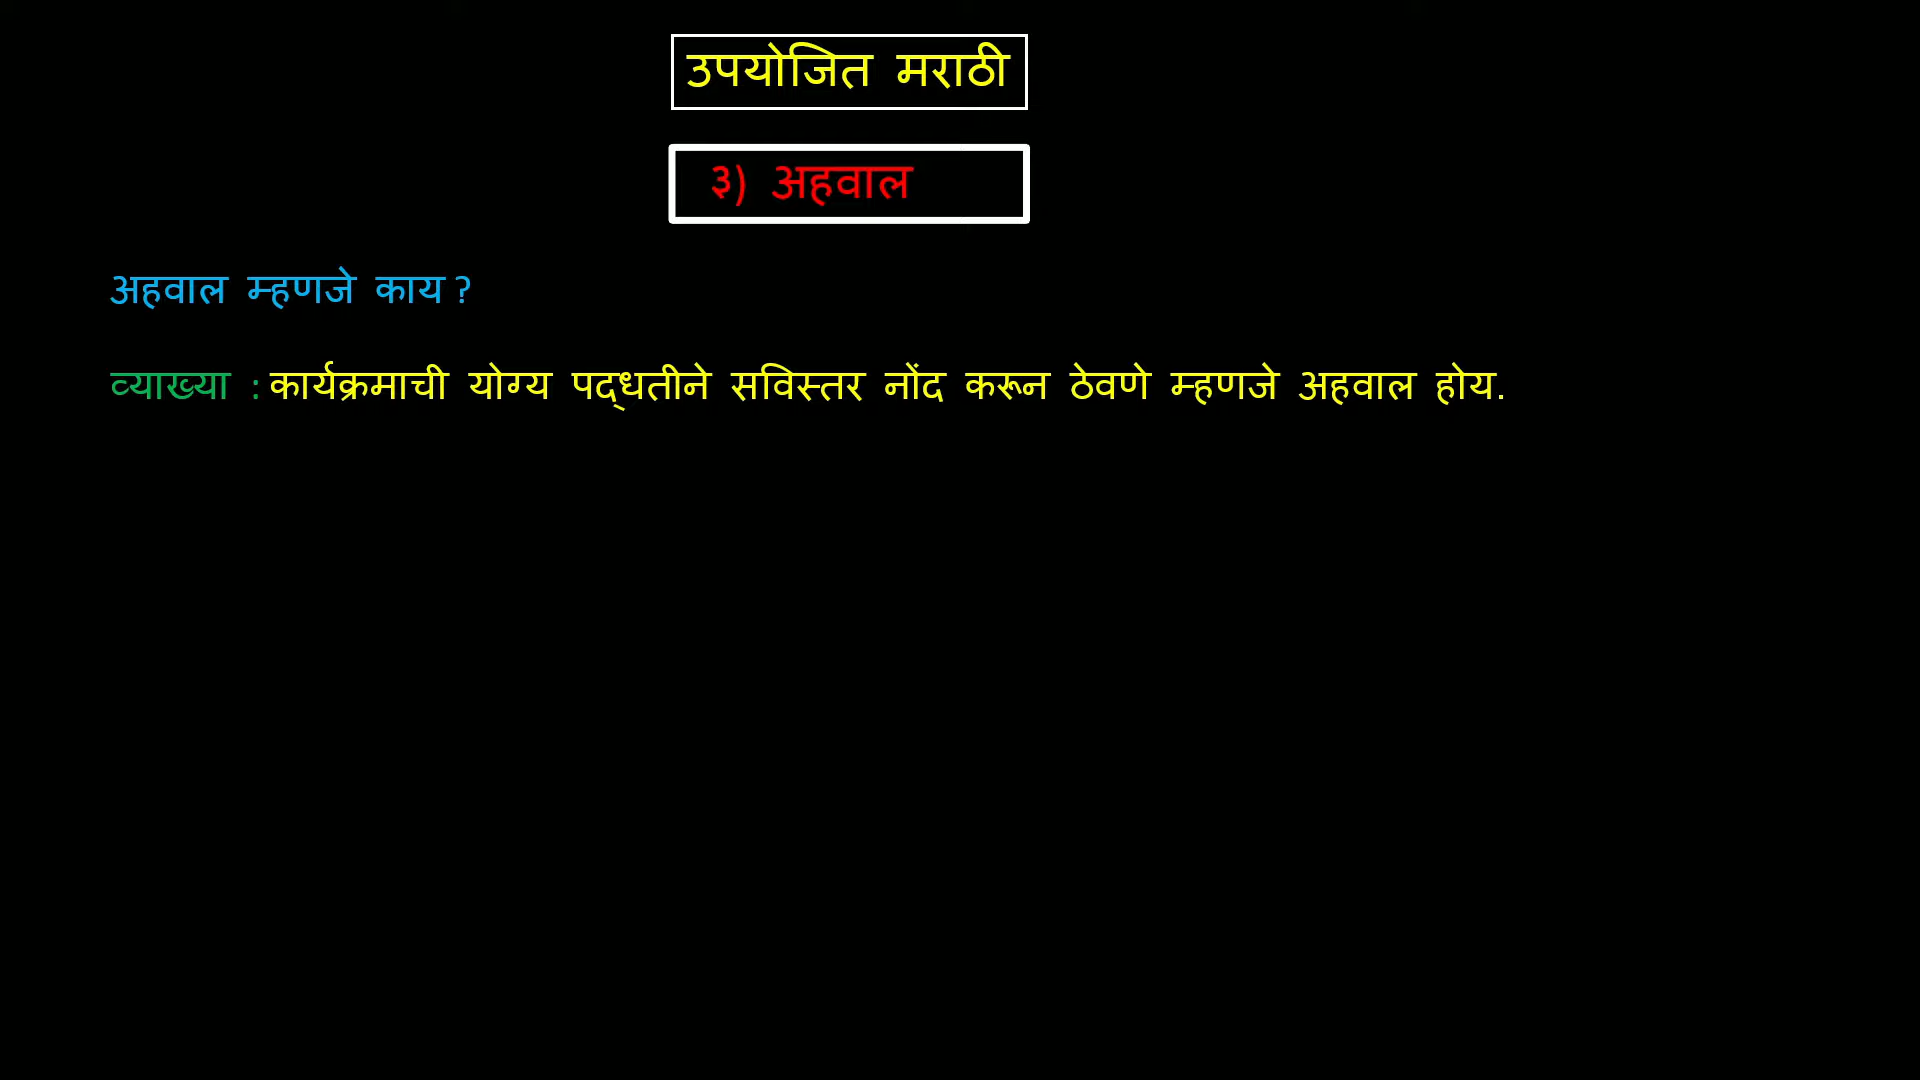 उपयोजित मराठी
३) अहवाल
अहवाल म्हणजे काय ?
व्याख्या : कार्यक्रमाची योग्य पद्धतीने सविस्तर नोंद करून ठेवणे म्हणजे अहवाल होय.